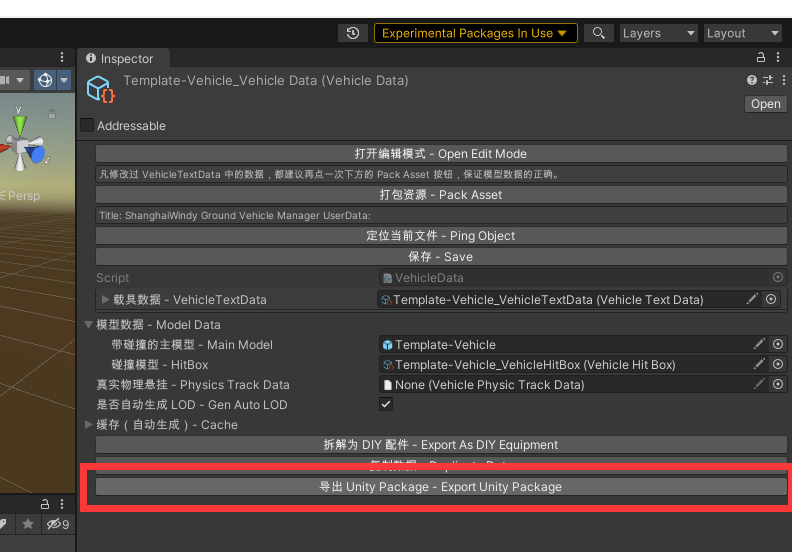 Experimental Packages In Use
Layers
Layout
Inspector
Template-Vehicle_Vehicle Data (Vehicle Data)
Open
Addressable
打开编辑模式 - Open Edit Mode
凡修改过 VehicleTextData 中的数据，都建议再点一次下方的 Pack Asset 按钮，保证模型数据的正确。
打包资源 - Pack Asset
Title: ShanghaiWindy Ground Vehicle Manager UserData:
定位当前文件 - Ping Object
保存 - Save
Script VehicleData
载具数据 - VehicleTextData Template-Vehicle_VehicleTextData (Vehicle Text Data)
模型数据 - Model Data
带碰撞的主模型 - Main Model Template-Vehicle
碰撞模型 - HitBox Template-Vehicle_VehicleHitBox (Vehicle Hit Box)
真实物理悬挂 - Physics Track Data None (Vehicle Physic Track Data)
是否自动生成 LOD - Gen Auto LOD
缓存（自动生成）- Cache
拆解为 DIY 配件 - Export As DIY Equipment
导出 Unity Package - Export Unity Package
y
Persp
9